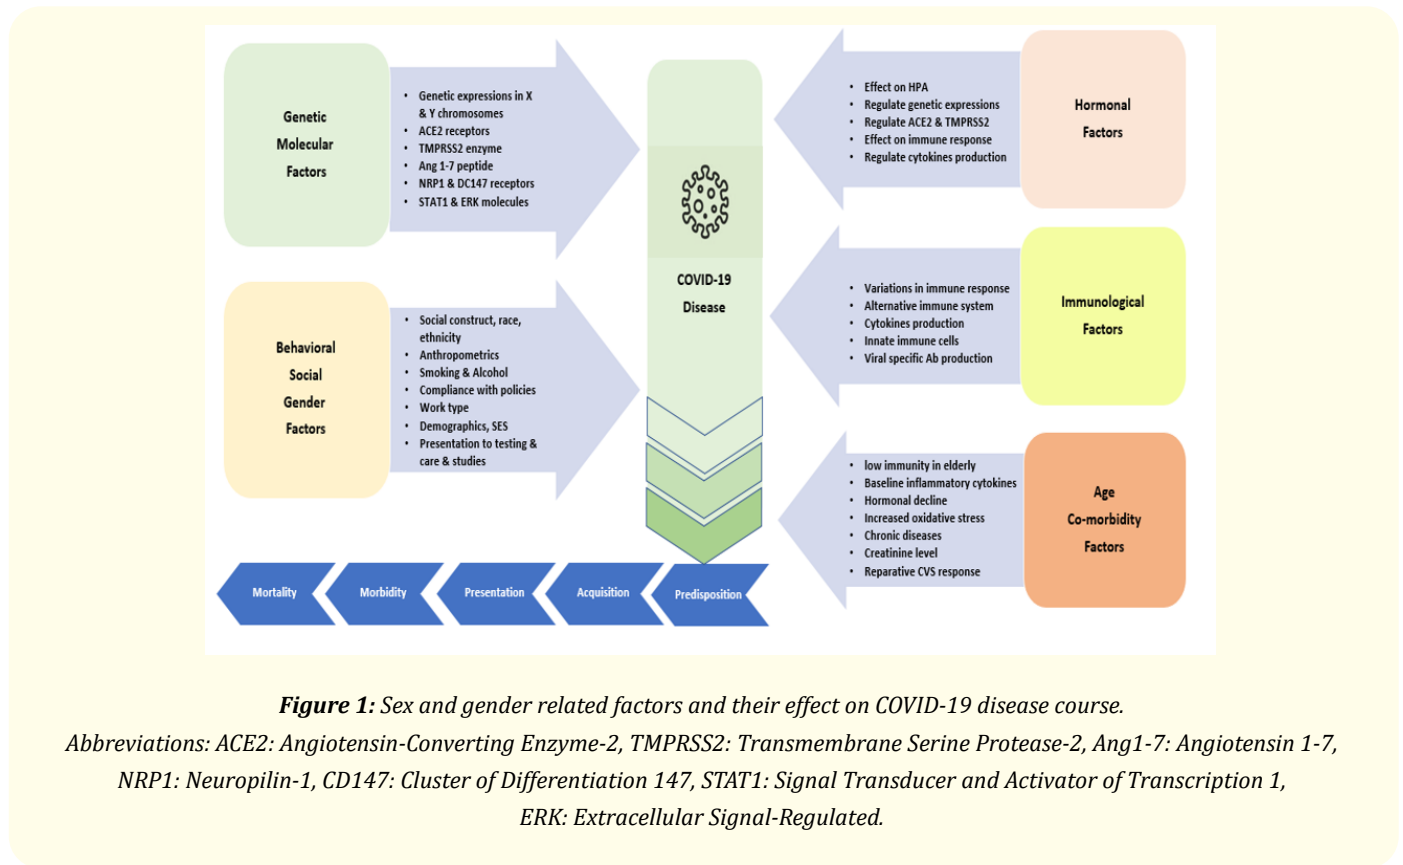 Genetic
Molecular
Factors
• Genetic expressions in X
& Y chromosomes
• ACE2 receptors
• TMPRSS2 enzyme
• Ang 1-7 peptide
• NRP1 & DC147 receptors
• STAT1 & ERK molecules
Behavioral
Social
Gender
Factors
• Social construct, race,
ethnicity
• Anthropometrics
• Smoking & Alcohol
• Compliance with policies
• Work type
• Demographics, SES
• Presentation to testing &
care & studies
COVID-19
Disease
• Effect on HPA
• Regulate genetic expressions
• Regulate ACE2 & TMPRSS2
• Effect on immune response
• Regulate cytokines production
Hormonal
Factors
• Variations in immune response
• Alternative immune system
• Cytokines production
• Innate immune cells
• Viral specific Ab production
Immunological
Factors
• low immunity in elderly
• Baseline inflammatory cytokines
• Hormonal decline
• Increased oxidative stress
• Chronic diseases
• Creatinine level
• Reparative CVS response
Age
Co-morbidity
Factors
Mortality
Morbidity
Presentation
Acquisition
Predisposition
Figure 1: Sex and gender related factors and their effect on COVID-19 disease course.
Abbreviations: ACE2: Angiotensin-Converting Enzyme-2, TMPRSS2: Transmembrane Serine Protease-2, Ang1-7: Angiotensin 1-7,
NRP1: Neuropilin-1, CD147: Cluster of Differentiation 147, STAT1: Signal Transducer and Activator of Transcription 1,
ERK: Extracellular Signal-Regulated.